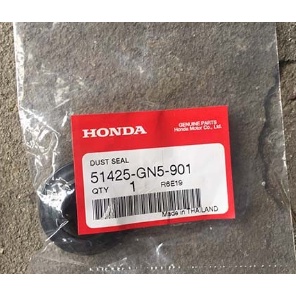 HONDA
GENUINE PARTS
Honda Motor Co., Ltd.
DUST SEAL
51425-GN5-901
QTY 1 R6E19
Made in THAILAND